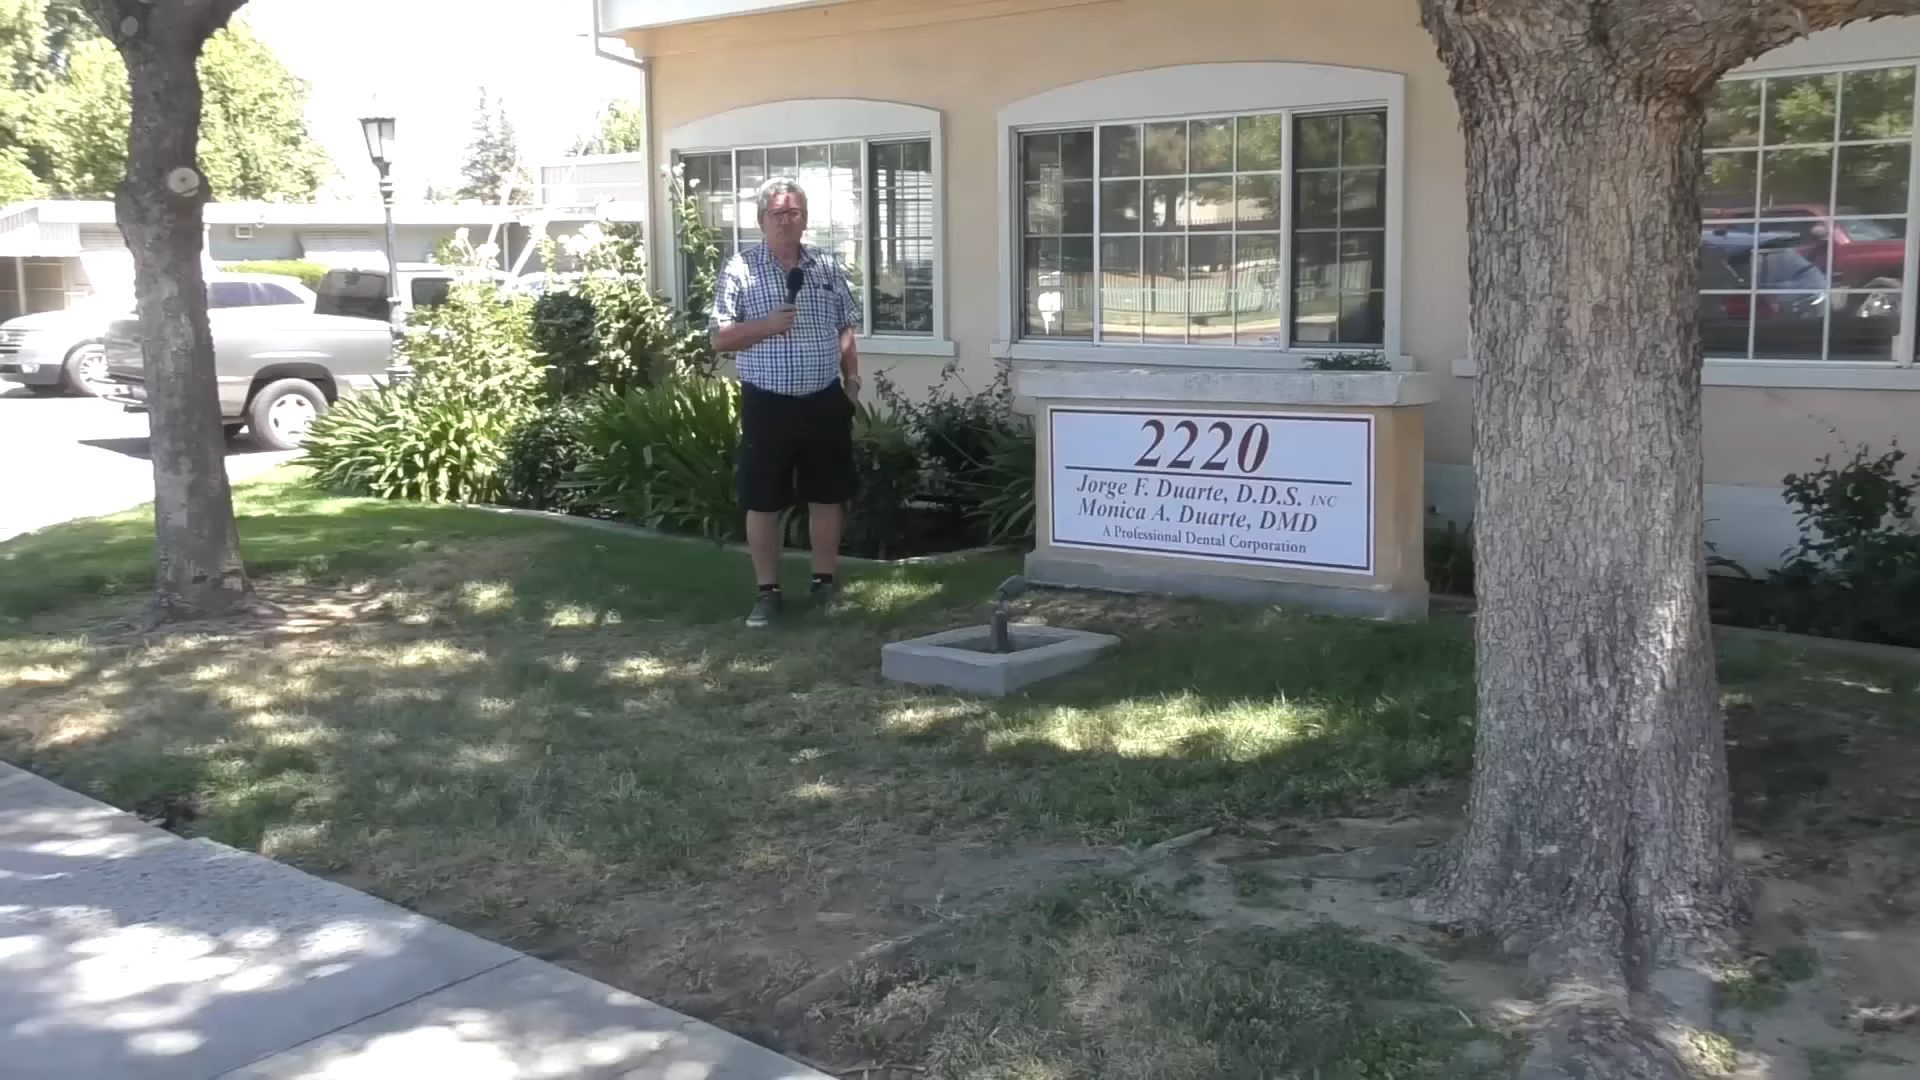 2220
Jorge F. Duarte, D.D.S. INC
Monica A. Duarte, DMD
A Professional Dental Corporation